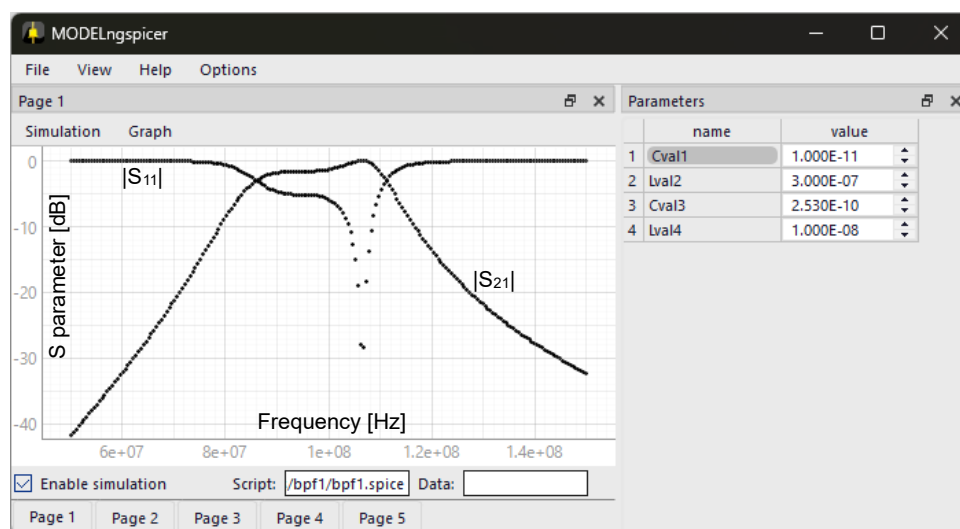 MODELngspicer
File View Help Options
Page 1
Simulation Graph
0
-10
-20
-30
-40
S parameter [dB]
|S₁₁|
|S₂₁|
Frequency [Hz]
6e+07 8e+07 1e+08 1.2e+08 1.4e+08
Enable simulation Script: /bpf1/bpf1.spice Data:
Page 1 Page 2 Page 3 Page 4 Page 5
Parameters
name value
1 Cval1 1.000E-11
2 Lval2 3.000E-07
3 Cval3 2.530E-10
4 Lval4 1.000E-08